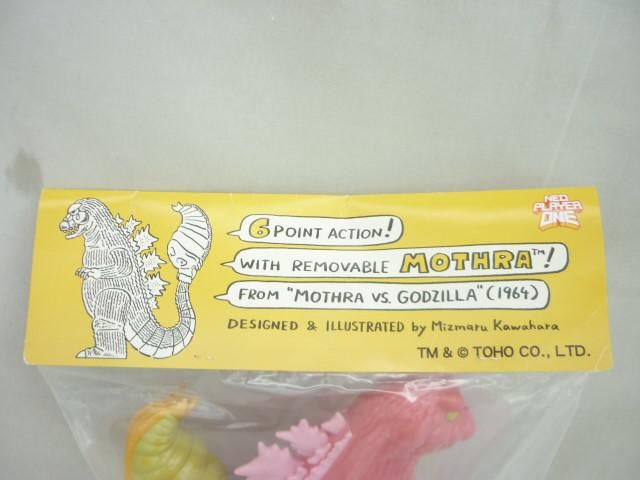 NEO
PLAYER
ONE
6 POINT ACTION!
WITH REMOVABLE MOTHRA™!
FROM "MOTHRA VS. GODZILLA" (1964)
DESIGNED & ILLUSTRATED by Mizmaru Kawahara
TM & © TOHO CO., LTD.